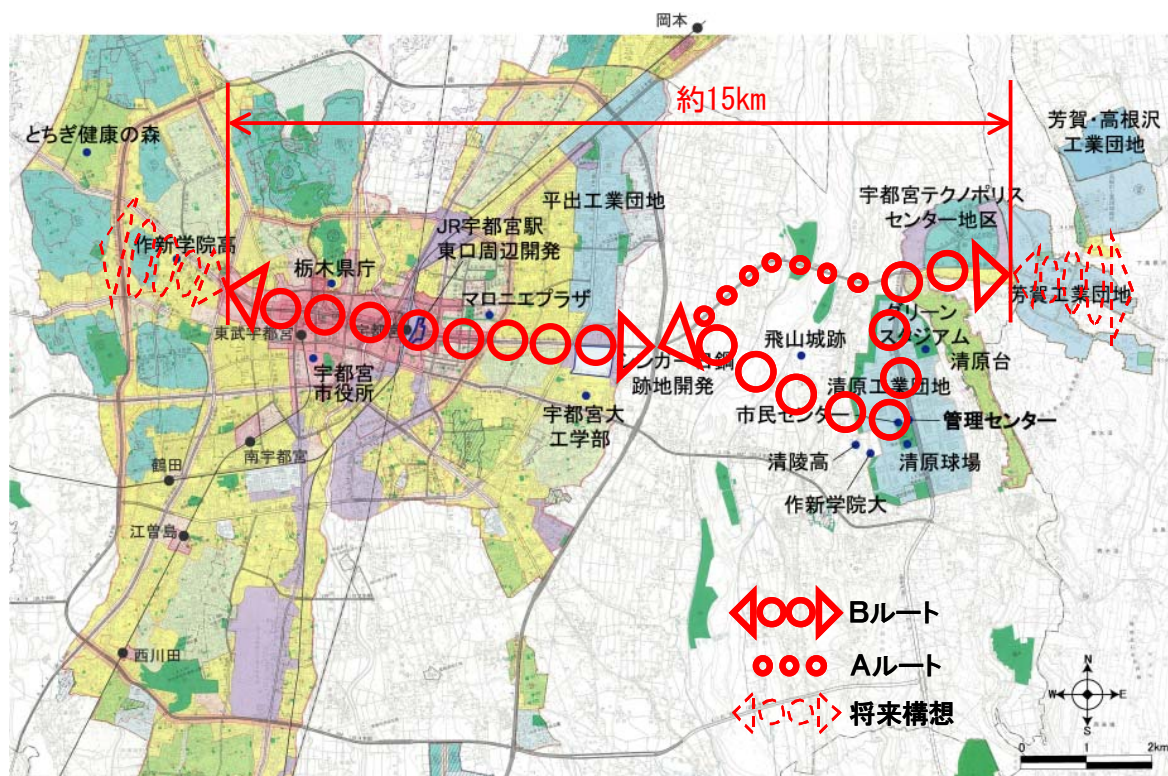 岡本
約15km
芳賀・高根沢
工業団地
とちぎ健康の森
宇都宮テクノポリス
センター地区
平出工業団地
JR宇都宮駅
東口周辺開発
作新学院高
栃木県庁
マロニエプラザ
芳賀工業団地
東武宇都宮
宇都宮
グリーン
スタジアム
飛山城跡
清原台
宇都宮
市役所
シンガー日鋼
跡地開発
清原工業団地
宇都宮大
工学部
市民センター
管理センター
南宇都宮
鶴田
清陵高
清原球場
作新学院大
江曽島
Bルート
西川田
Aルート
将来構想
N
W
E
S
0 1 2km